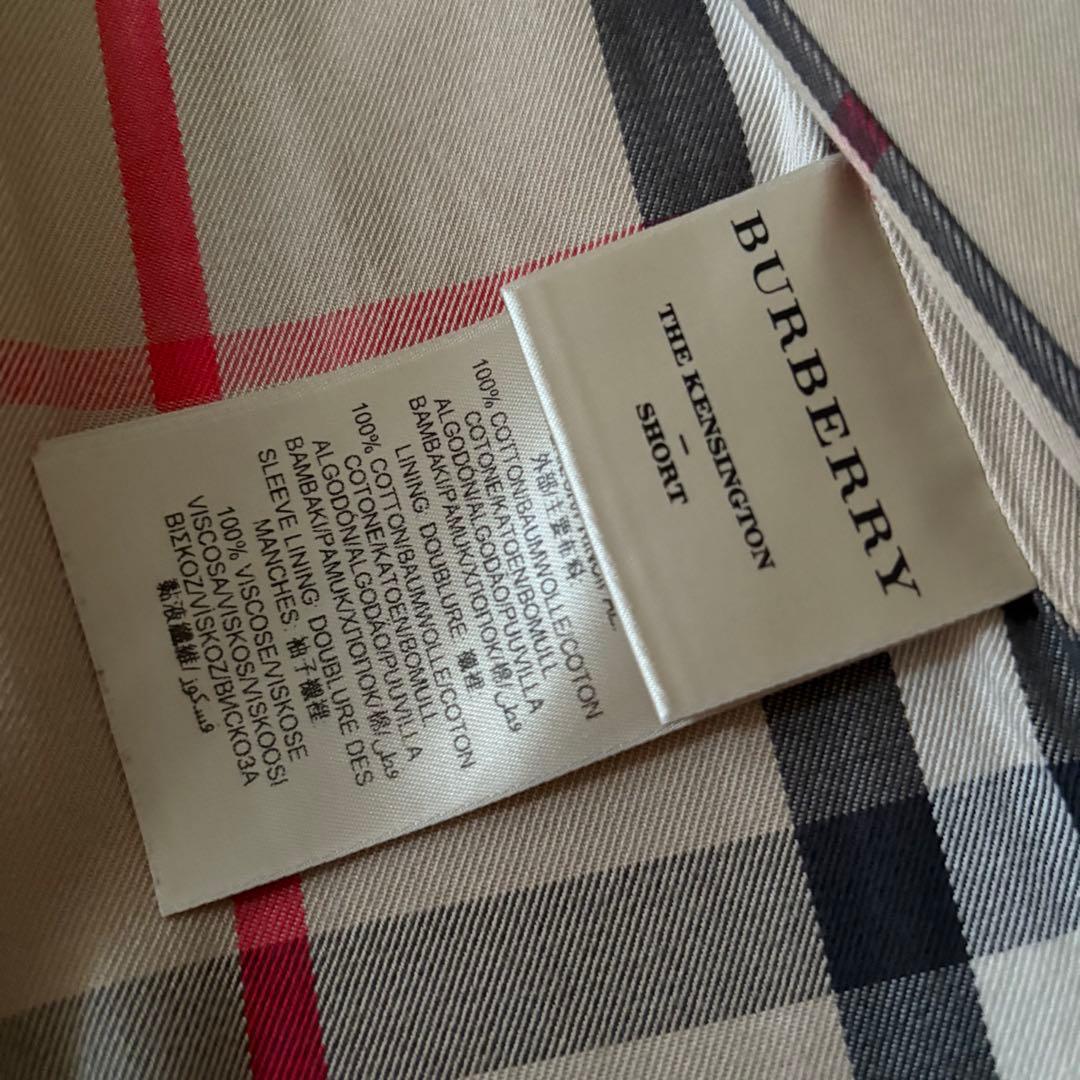 BURBERRY
THE KENSINGTON
–
SHORT
外部主要布料
100% COTTON/BAUMWOLLE/COTON
COTONE/KATOEN/BOMULL
ALGODÓN/ALGODÃO/PUUVILLA
BAMBAKI/PAMUK/ХЛОПОК/棉/قطن
LINING DOUBLURE 襯裡
100% COTTON/BAUMWOLLE/COTON
COTONE/KATOEN/BOMULL
ALGODÓN/ALGODÃO/PUUVILLA
BAMBAKI/PAMUK/ХЛОПОК/棉/قطن
SLEEVE LINING DOUBLURE DES
MANCHES 袖子襯裡
100% VISCOSE/VISKOSE
VISCOSA/VISKOS/VISKOOSI
ΒΙΣΚΟΖ/VISKOZ/ВИСКОЗА
黏液纖維/فسكوز